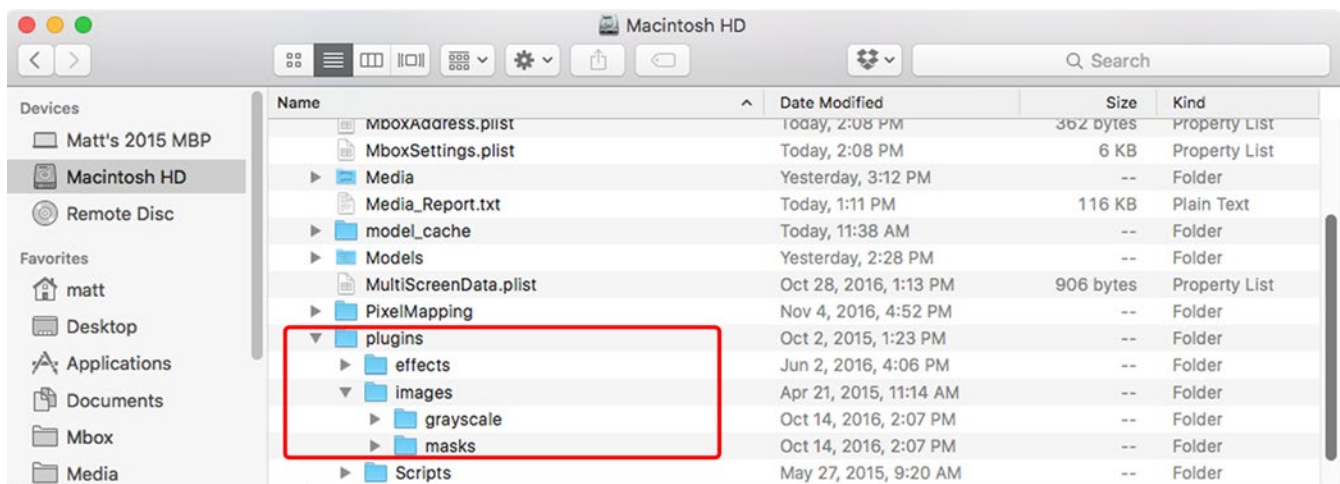 Macintosh HD
Search
Devices
Matt's 2015 MBP
Macintosh HD
Remote Disc
Favorites
matt
Desktop
Applications
Documents
Mbox
Media
Name Date Modified Size Kind
MboxAddress.plist Today, 2:08 PM 362 bytes Property List
MboxSettings.plist Today, 2:08 PM 6 KB Property List
Media Yesterday, 3:12 PM -- Folder
Media_Report.txt Today, 1:11 PM 116 KB Plain Text
model_cache Today, 11:38 AM -- Folder
Models Yesterday, 2:28 PM -- Folder
MultiScreenData.plist Oct 28, 2016, 1:13 PM 906 bytes Property List
PixelMapping Nov 4, 2016, 4:52 PM -- Folder
plugins Oct 2, 2015, 1:23 PM -- Folder
effects Jun 2, 2016, 4:06 PM -- Folder
images Apr 21, 2015, 11:14 AM -- Folder
grayscale Oct 14, 2016, 2:07 PM -- Folder
masks Oct 14, 2016, 2:07 PM -- Folder
Scripts May 27, 2015, 9:20 AM -- Folder